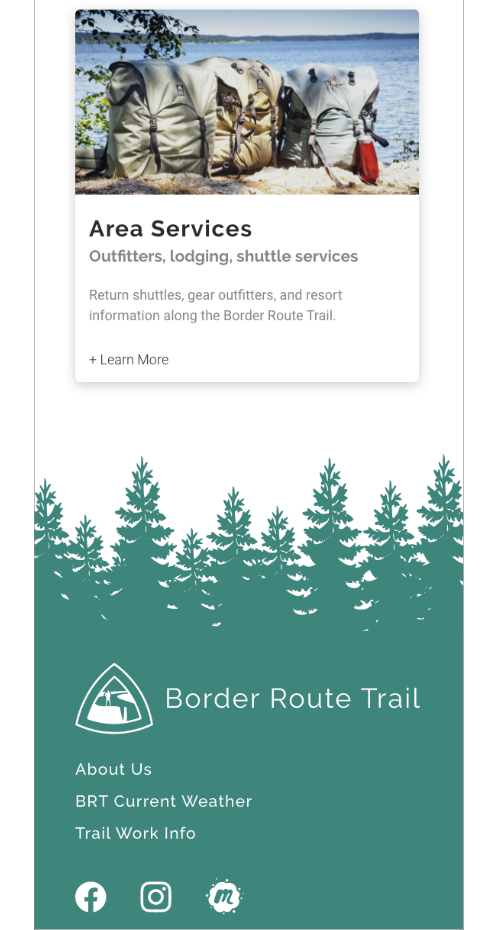 Area Services
Outfitters, lodging, shuttle services
Return shuttles, gear outfitters, and resort
information along the Border Route Trail.
+ Learn More
Border Route Trail
About Us
BRT Current Weather
Trail Work Info
m